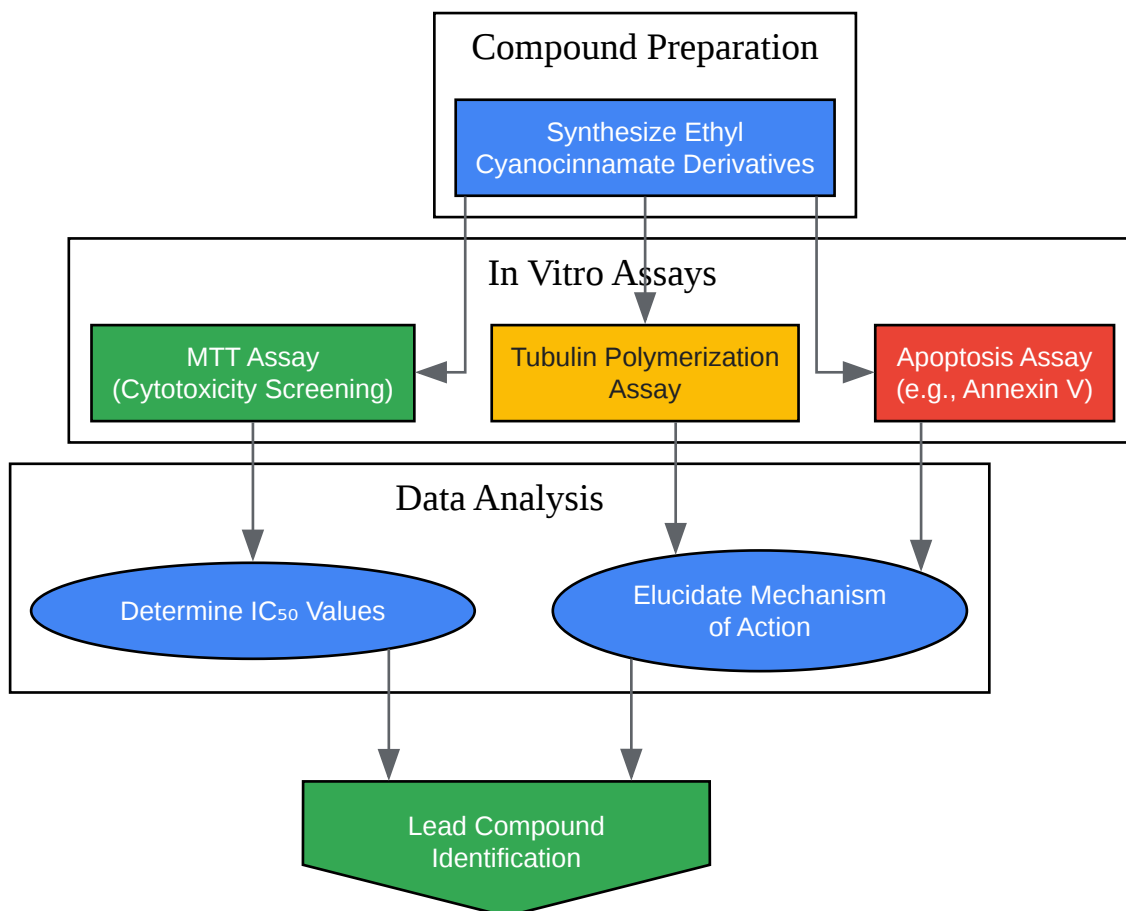 Compound Preparation
Synthesize Ethyl
Cyanocinnamate Derivatives
In Vitro Assays
MTT Assay
(Cytotoxicity Screening)
Tubulin Polymerization
Assay
Apoptosis Assay
(e.g., Annexin V)
Data Analysis
Determine IC₅₀ Values
Elucidate Mechanism
of Action
Lead Compound
Identification